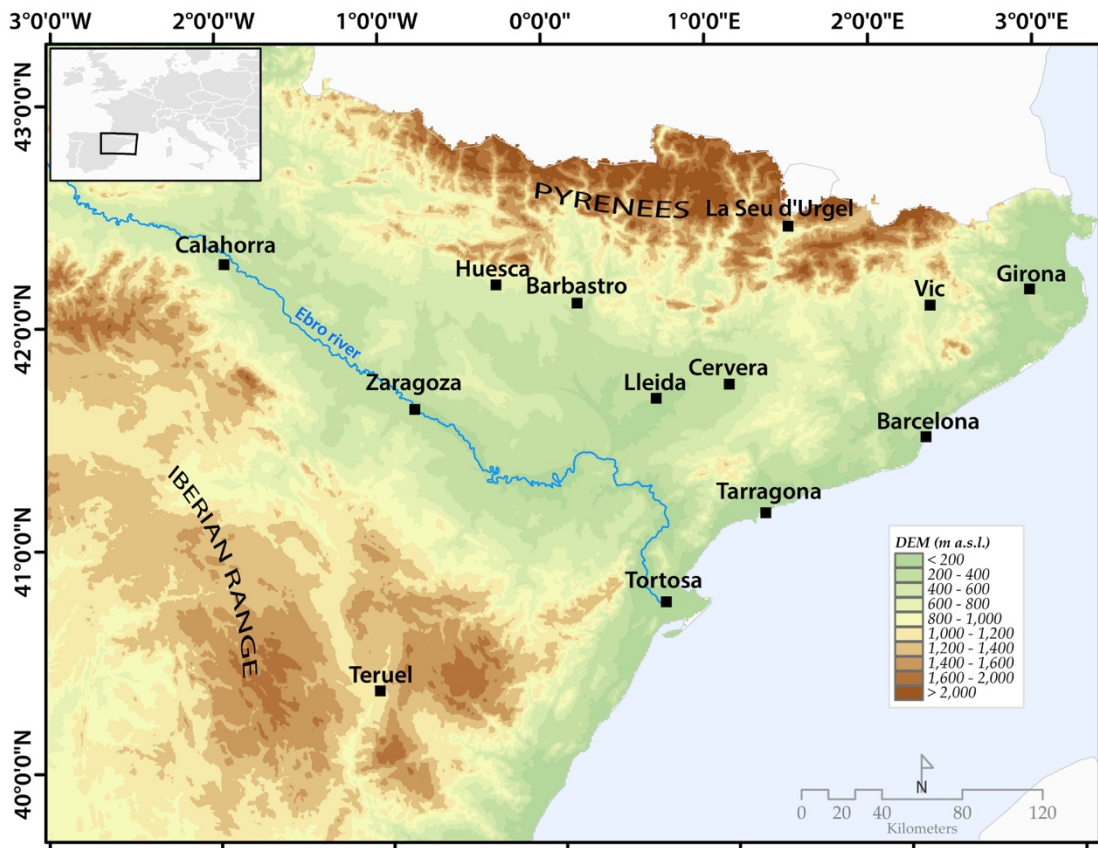 3°0'0"W 2°0'0"W 1°0'0"W 0°0'0" 1°0'0"E 2°0'0"E 3°0'0"E
43°0'0"N
PYRENEES
La Seu d'Urgel
Calahorra
Huesca
Barbastro
Girona
Vic
42°0'0"N
Ebro river
Zaragoza
Cervera
Lleida
Barcelona
IBERIAN RANGE
Tarragona
41°0'0"N
Tortosa
Teruel
40°0'0"N
DEM (m a.s.l.)
< 200
200 - 400
400 - 600
600 - 800
800 - 1,000
1,000 - 1,200
1,200 - 1,400
1,400 - 1,600
1,600 - 2,000
> 2,000
N
0 20 40 80 120
Kilometers